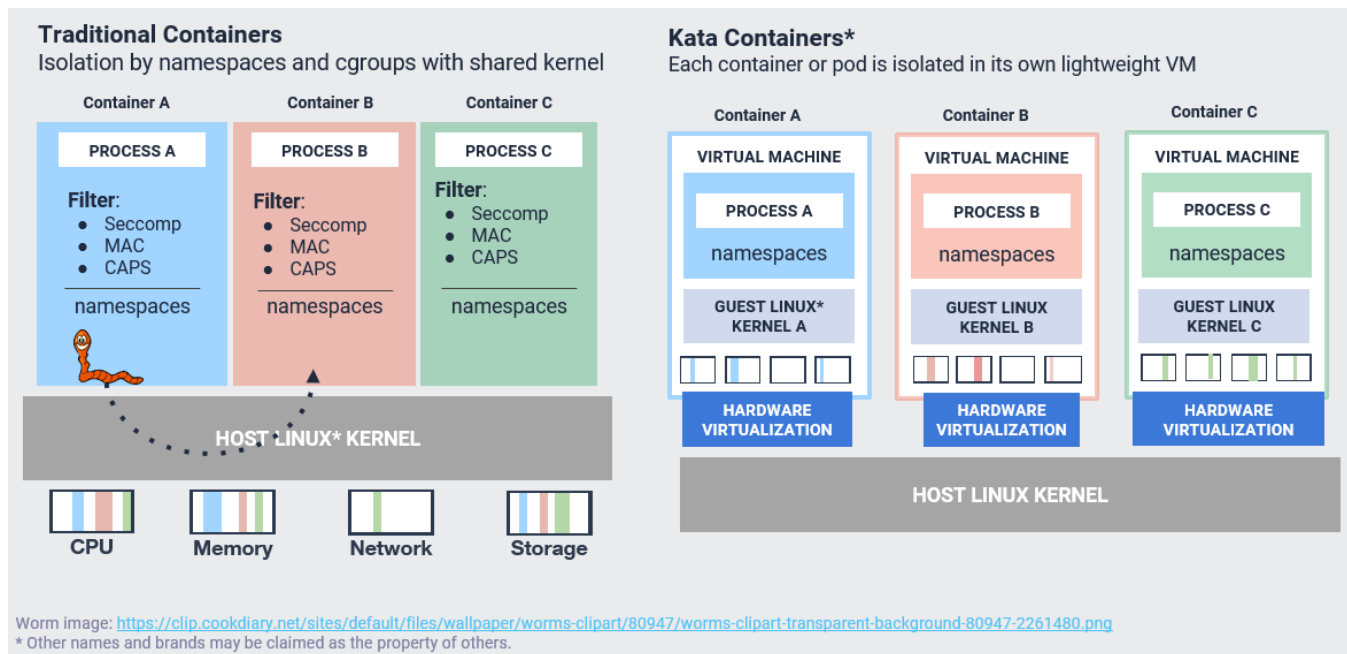 Traditional Containers
Isolation by namespaces and cgroups with shared kernel
Container A
Container B
Container C
PROCESS A
Filter:
● Seccomp
● MAC
● CAPS
namespaces
PROCESS B
Filter:
● Seccomp
● MAC
● CAPS
namespaces
PROCESS C
Filter:
● Seccomp
● MAC
● CAPS
namespaces
HOST LINUX* KERNEL
CPU
Memory
Network
Storage
Kata Containers*
Each container or pod is isolated in its own lightweight VM
Container A
VIRTUAL MACHINE
PROCESS A
namespaces
GUEST LINUX*
KERNEL A
HARDWARE
VIRTUALIZATION
Container B
VIRTUAL MACHINE
PROCESS B
namespaces
GUEST LINUX
KERNEL B
HARDWARE
VIRTUALIZATION
Container C
VIRTUAL MACHINE
PROCESS C
namespaces
GUEST LINUX
KERNEL C
HARDWARE
VIRTUALIZATION
HOST LINUX KERNEL
Worm image: https://clip.cookdiary.net/sites/default/files/wallpaper/worms-clipart/80947/worms-clipart-transparent-background-80947-2261480.png
* Other names and brands may be claimed as the property of others.